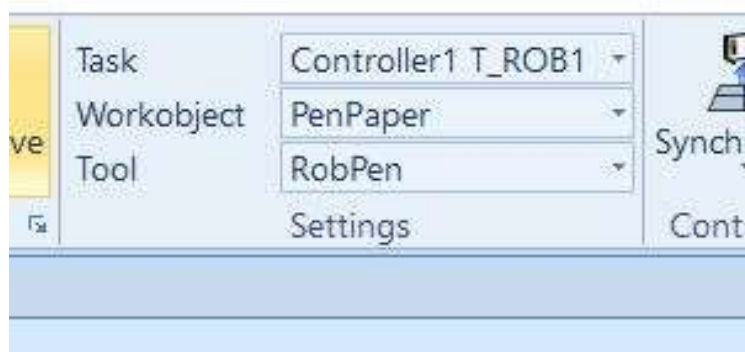 Task Controller1 T_ROB1
Workobject PenPaper
ve Synch
Tool RobPen
Settings Cont